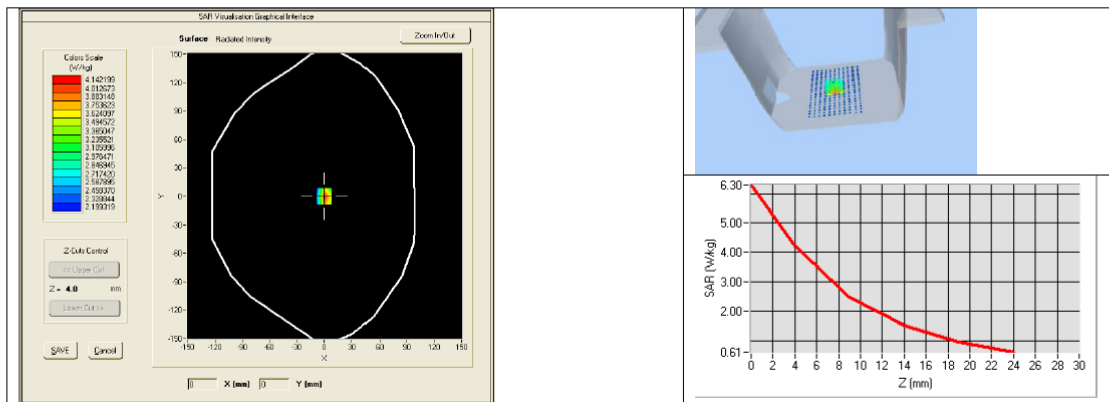 SAR Visualisation Graphical Interface
Surface Radiated Intensity
Zoom In/Out
Colors Scale
(W/kg)
4.142199
4.012673
3.883148
3.753623
3.624097
3.494572
3.365047
3.235521
3.105996
2.976471
2.846945
2.717420
2.587895
2.458370
2.328844
2.199319
Z-Cuts Control
<< Upper Cut
Z = 4.0 mm
Lower Cut >>
SAVE Cancel
150
120
90
60
30
0
-30
-60
-90
-120
-150
Y
-150 -120 -90 -60 -30 0 30 60 90 120 150
X
0 X (mm) 0 Y (mm)
6.30
5.00
4.00
3.00
2.00
0.61
SAR (W/kg)
0 2 4 6 8 10 12 14 16 18 20 22 24 26 28 30
Z (mm)